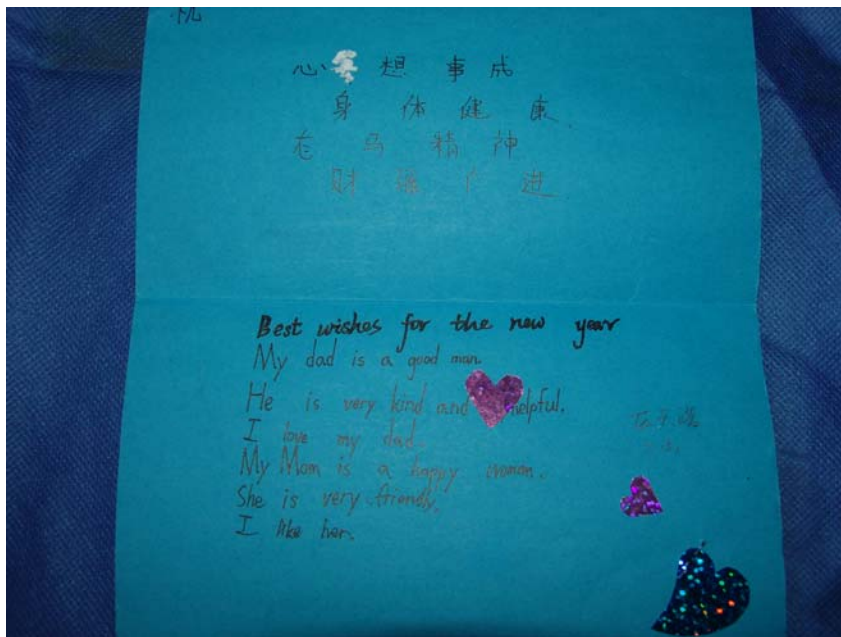 心想事成
身体健康
马精神
财 进
Best wishes for the new year
My dad is a good man.
He is very kind and helpful.
I love my dad.
My Mom is a happy woman.
She is very friendly.
I like her.